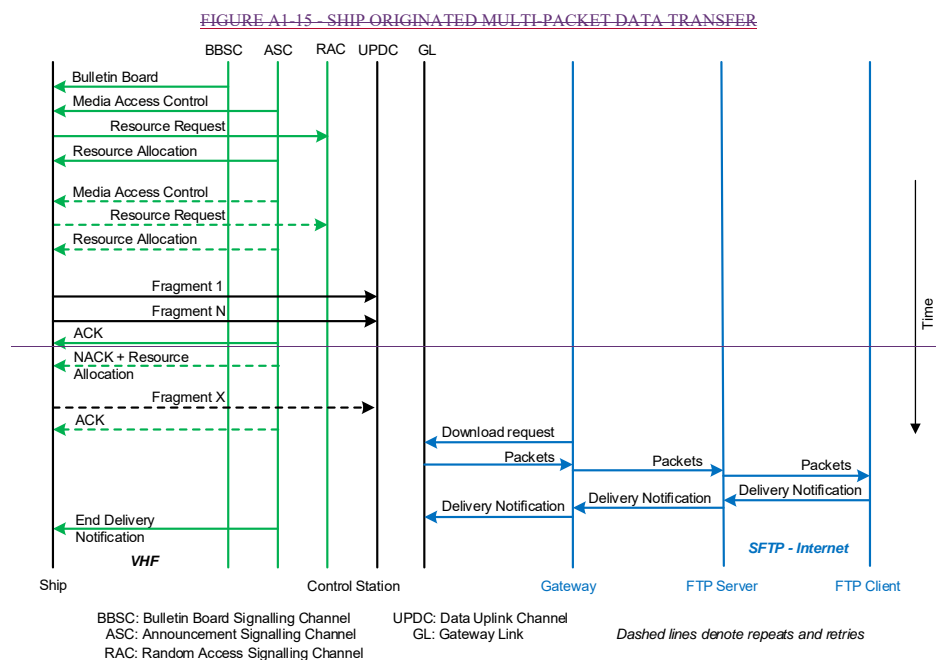 FIGURE A1-15 - SHIP ORIGINATED MULTI-PACKET DATA TRANSFER
BBSC ASC RAC UPDC GL
Bulletin Board
Media Access Control
Resource Request
Resource Allocation
Media Access Control
Resource Request
Resource Allocation
Fragment 1
Fragment N
ACK
NACK + Resource
Allocation
Fragment X
ACK
Time
Download request
Packets
Packets
Packets
Delivery Notification
Delivery Notification
Delivery Notification
End Delivery
Notification
VHF
SFTP - Internet
Ship
Control Station
Gateway
FTP Server
FTP Client
BBSC: Bulletin Board Signalling Channel
UPDC: Data Uplink Channel
ASC: Announcement Signalling Channel
GL: Gateway Link
Dashed lines denote repeats and retries
RAC: Random Access Signalling Channel